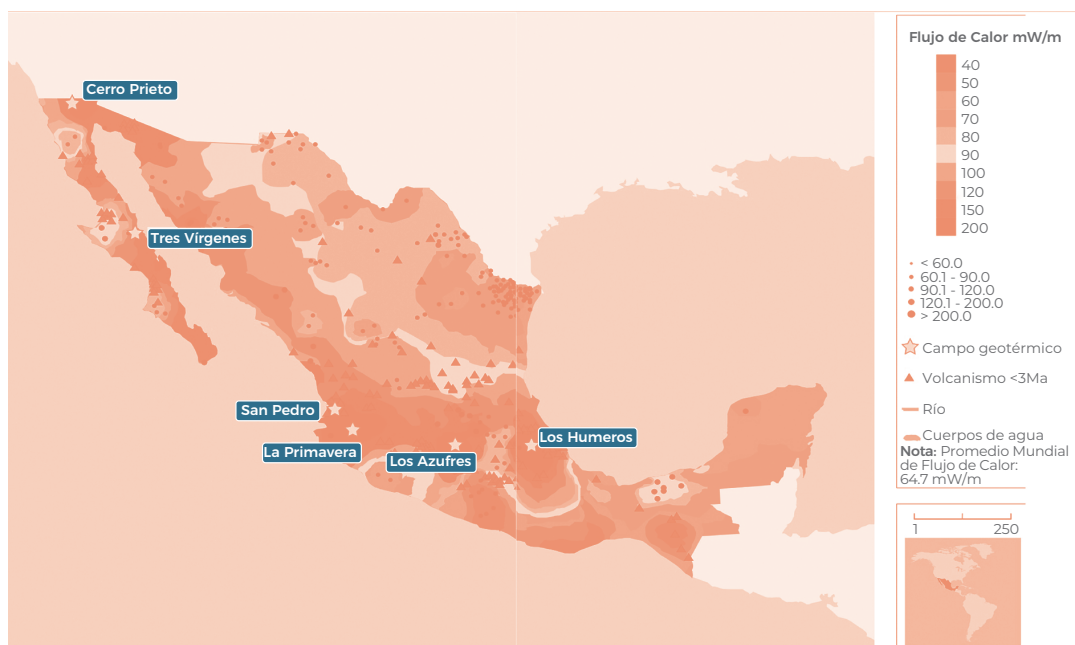 Cerro Prieto
Tres Vírgenes
San Pedro
La Primavera
Los Azufres
Los Humeros
Flujo de Calor mW/m
40
50
60
70
80
90
100
120
150
200
< 60.0
60.1 - 90.0
90.1 - 120.0
120.1 - 200.0
> 200.0
Campo geotérmico
Volcanismo <3Ma
Río
Cuerpos de agua
Nota: Promedio Mundial
de Flujo de Calor:
64.7 mW/m
1 250